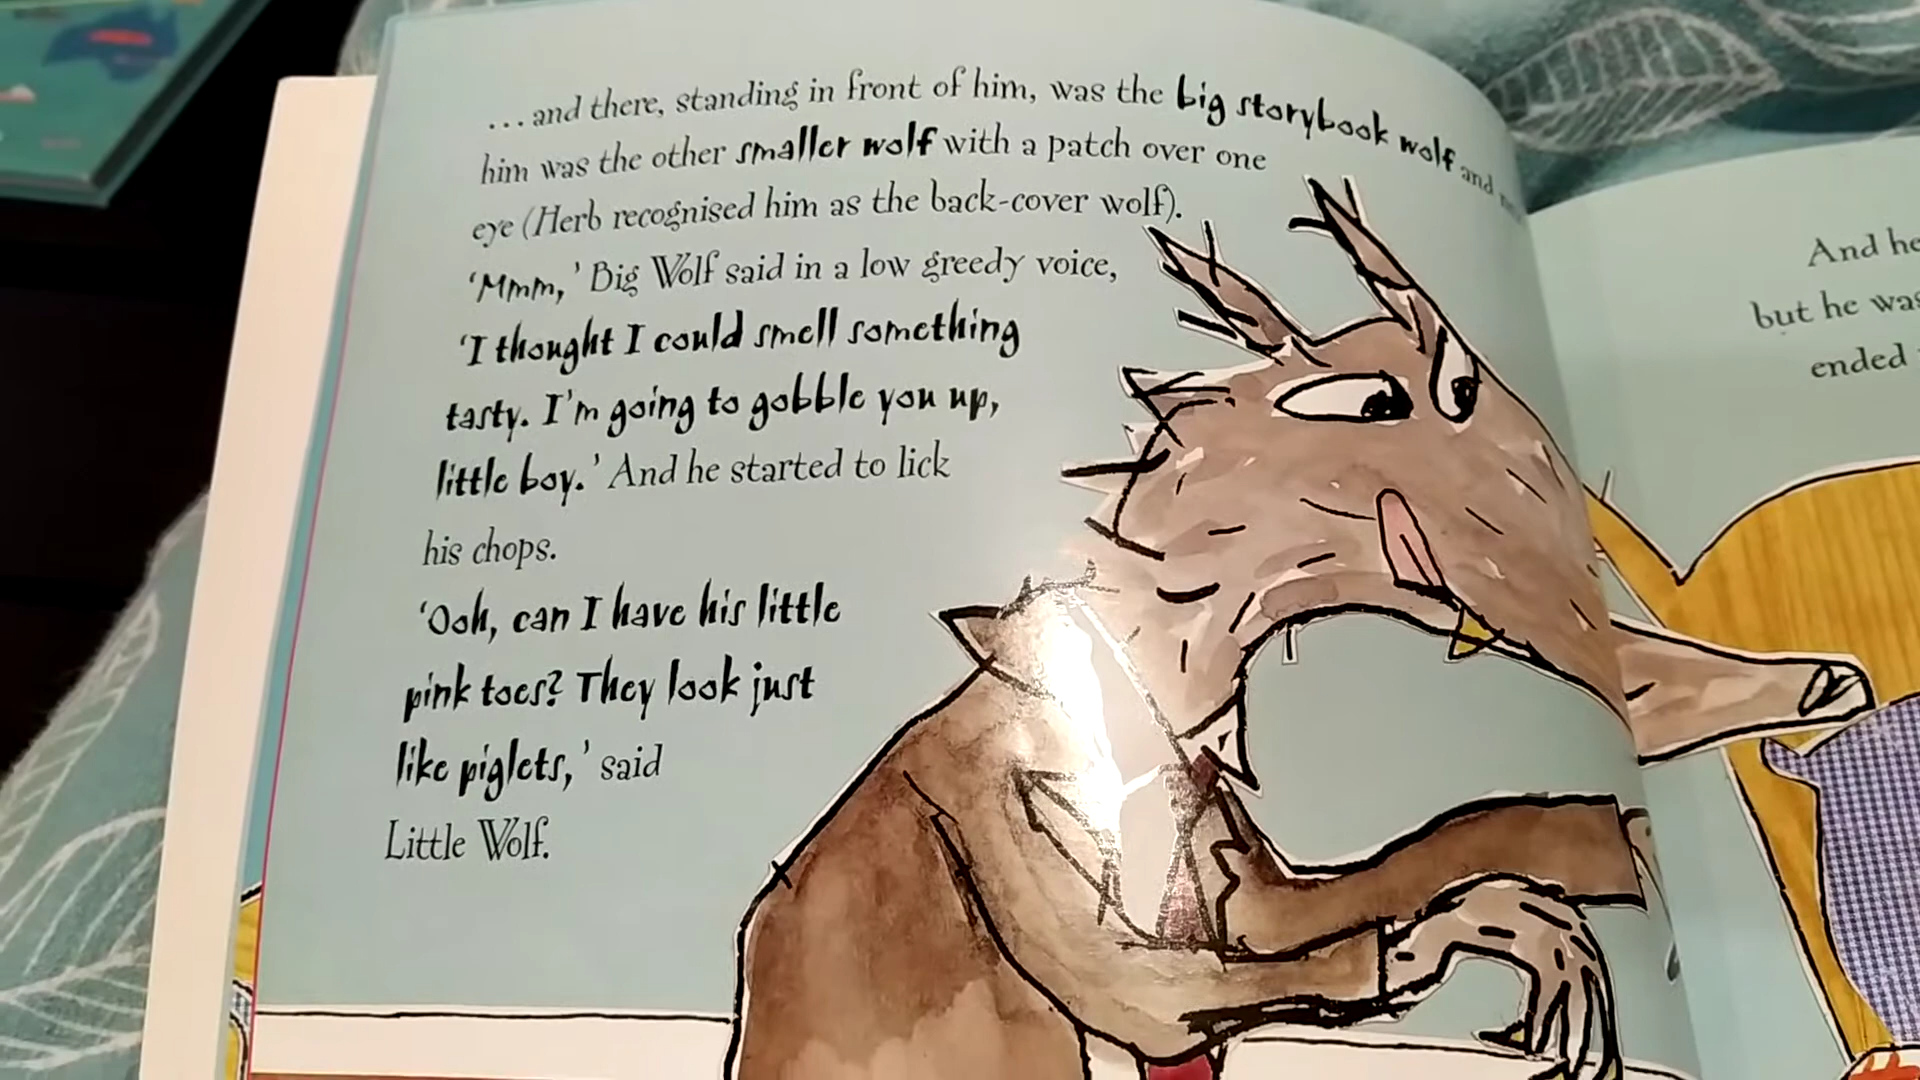 ... and there, standing in front of him, was the big storybook wolf and
him was the other smaller wolf with a patch over one
eye (Herb recognised him as the back-cover wolf).
‘Mmm,’ Big Wolf said in a low greedy voice,
‘I thought I could smell something
tasty. I’m going to gobble you up,
little boy.’ And he started to lick
his chops.
‘Ooh, can I have his little
pink toes? They look just
like piglets,’ said
Little Wolf.
And he
but he was
ended